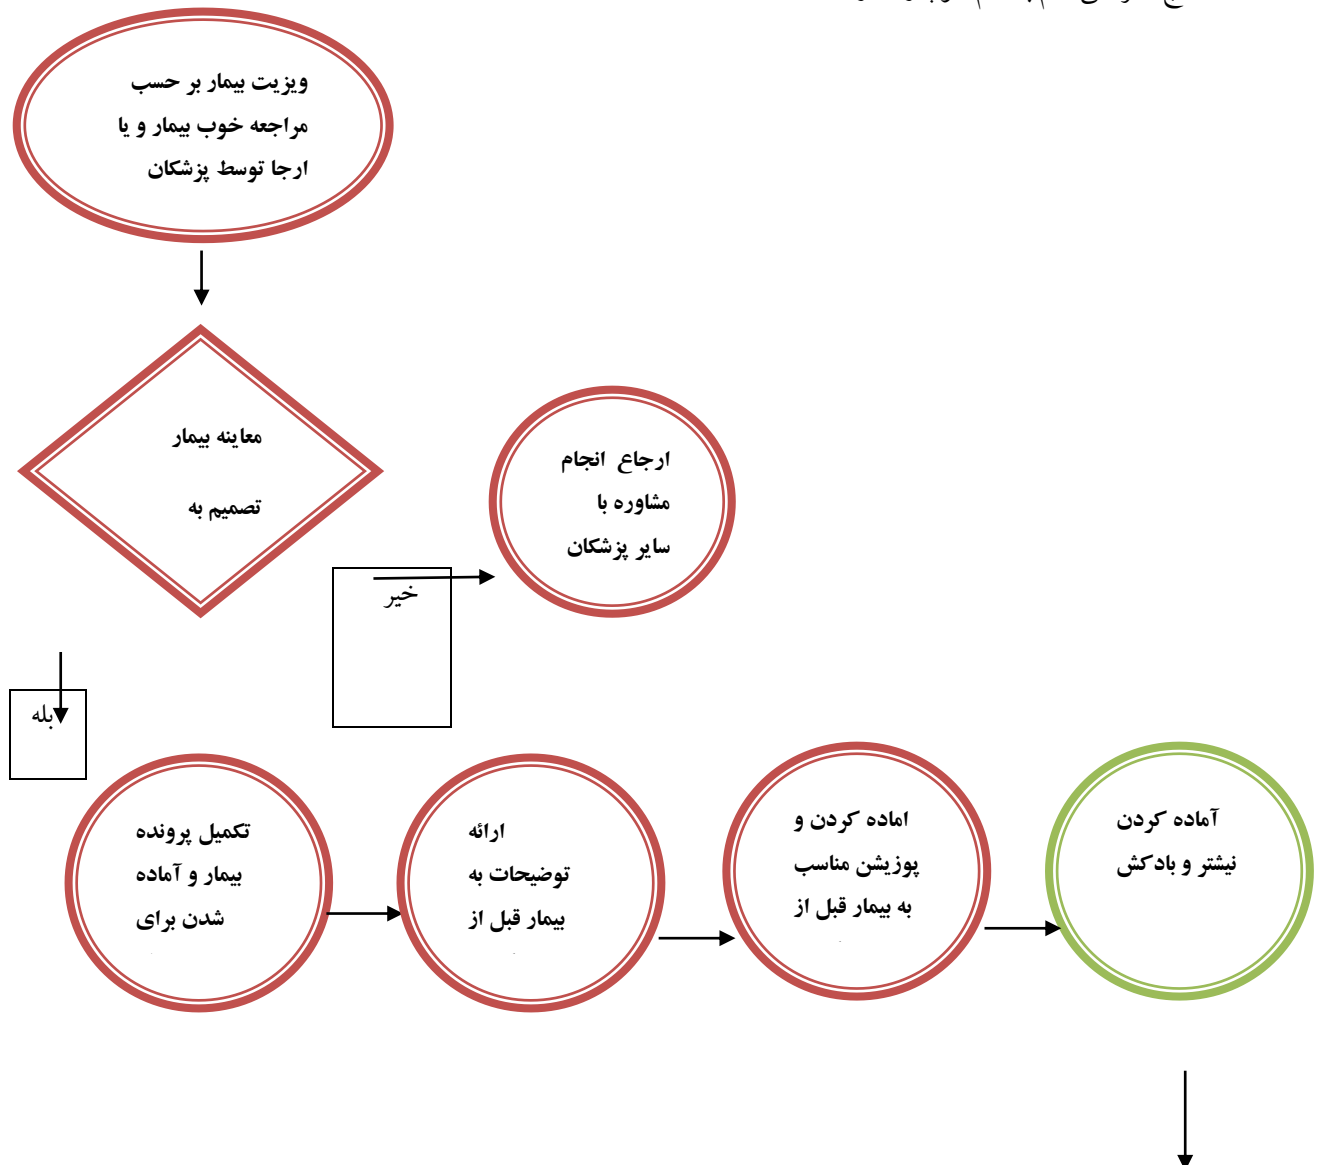 ویزیت بیمار بر حسب
مراجعه خوب بیمار و یا
ارجا توسط پزشکان
معاینه بیمار
تصمیم به
ارجاع انجام
مشاوره با
سایر پزشکان
خیر
بله
تکمیل پرونده
بیمار و آماده
شدن برای
ارائه
توضیحات به
بیمار قبل از
اماده کردن و
پوزیشن مناسب
به بیمار قبل از
آماده کردن
نیشتر و بادکش